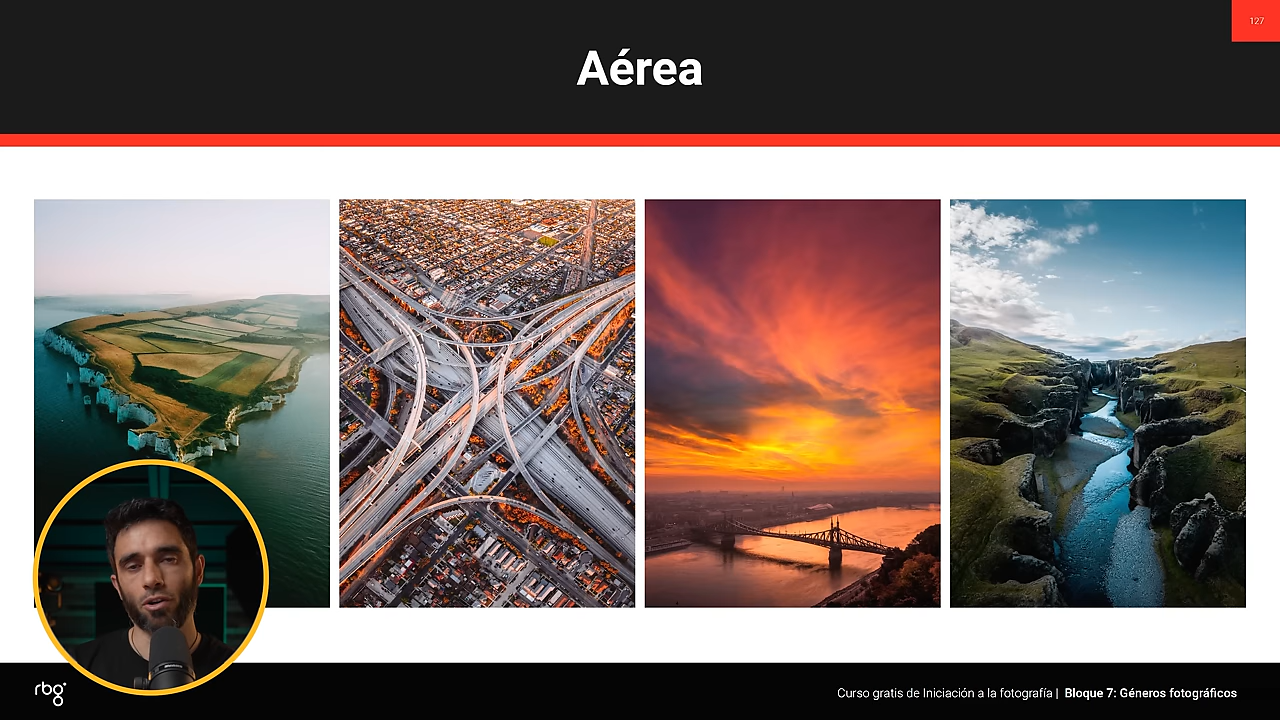 127
Aérea
rbg
Curso gratis de Iniciación a la fotografía | Bloque 7: Géneros fotográficos